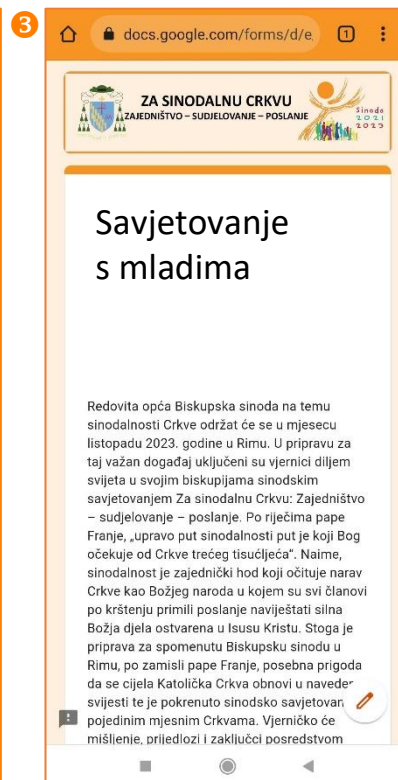 3
docs.google.com/forms/d/e
1
ZA SINODALNU CRKVU
ZAJEDNIŠTVO – SUDJELOVANJE – POSLANJE
Sinoda
2021
2023
Savjetovanje
s mladima
Redovita opća Biskupska sinoda na temu
sinodalnosti Crkve održat će se u mjesecu
listopadu 2023. godine u Rimu. U pripravu za
taj važan događaj uključeni su vjernici diljem
svijeta u svojim biskupijama sinodskim
savjetovanjem Za sinodalnu Crkvu: Zajedništvo
– sudjelovanje – poslanje. Po riječima pape
Franje, „upravo put sinodalnosti put je koji Bog
očekuje od Crkve trećeg tisućljeća“. Naime,
sinodalnost je zajednički hod koji očituje narav
Crkve kao Božjeg naroda u kojem su svi članovi
po krštenju primili poslanje naviještati silna
Božja djela ostvarena u Isusu Kristu. Stoga je
priprava za spomenutu Biskupsku sinodu u
Rimu, po zamisli pape Franje, posebna prigoda
da se cijela Katolička Crkva obnovi u
svijesti te je pokrenuto sinodsko
pojedinim mjesnim Crkvama. Vjerničko će
mišljenje, prijedlozi i zaključci posredstvom